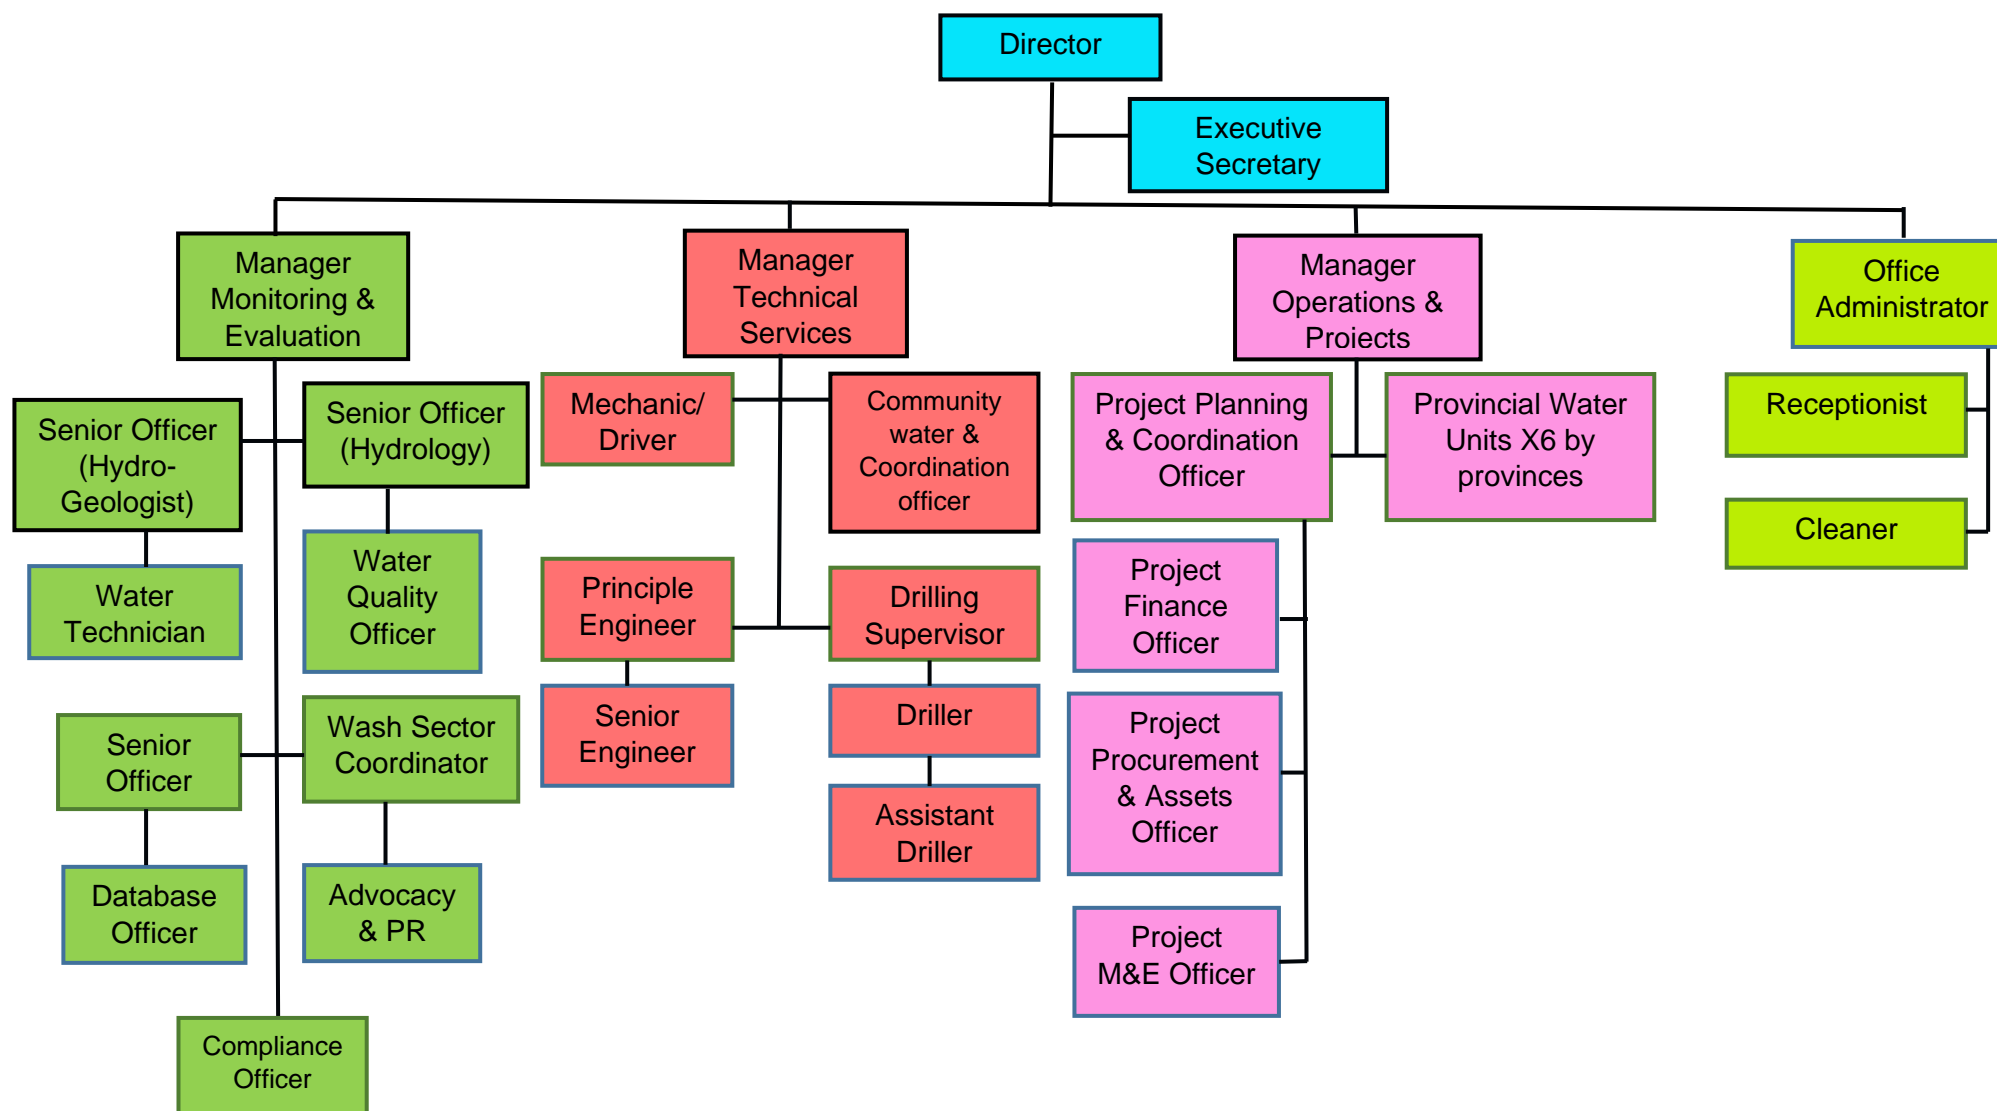 Director
Executive
Secretary
Manager
Monitoring &
Evaluation
Manager
Technical
Services
Manager
Operations &
Projects
Office
Administrator
Senior Officer
(Hydro-
Geologist)
Senior Officer
(Hydrology)
Water
Technician
Water
Quality
Officer
Senior
Officer
Wash Sector
Coordinator
Database
Officer
Advocacy
& PR
Compliance
Officer
Mechanic/
Driver
Community
water &
Coordination
officer
Principle
Engineer
Drilling
Supervisor
Senior
Engineer
Driller
Assistant
Driller
Project Planning
& Coordination
Officer
Provincial Water
Units X6 by
provinces
Project
Finance
Officer
Project
Procurement
& Assets
Officer
Project
M&E Officer
Receptionist
Cleaner